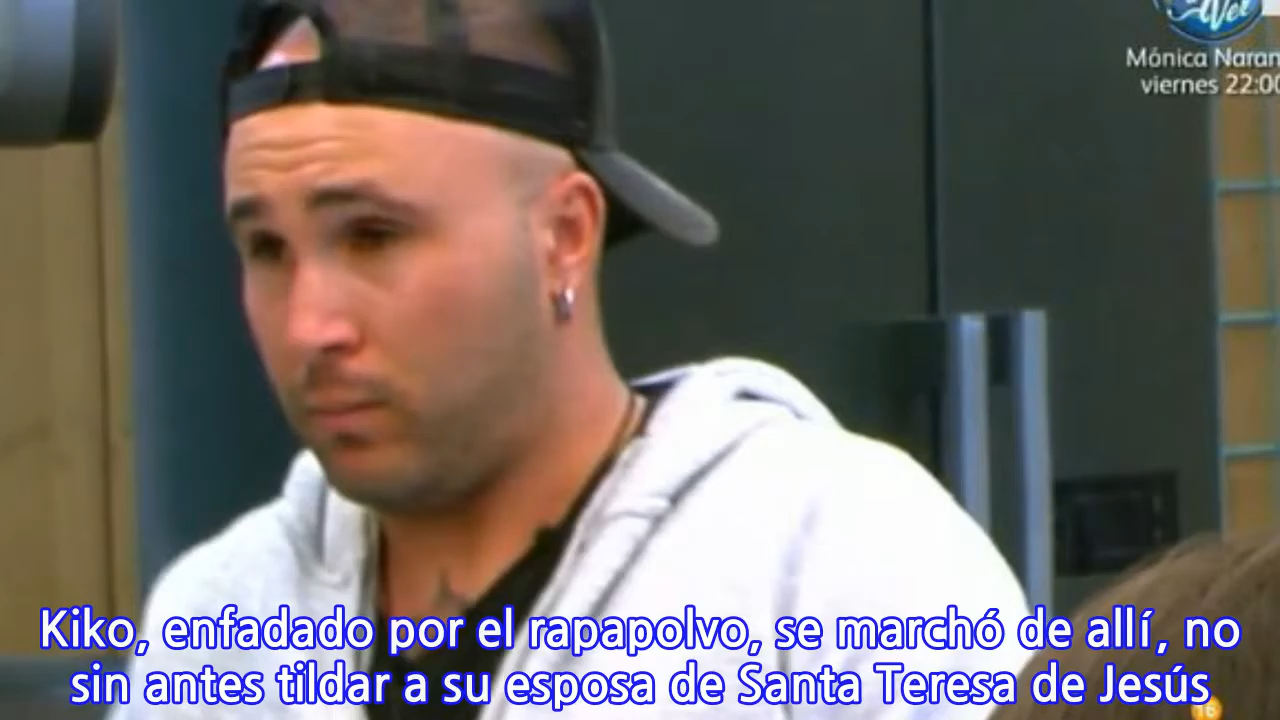 Mónica Naran
viernes 22:00
Kiko, enfadado por el rapapolvo, se marchó de allí, no
sin antes tildar a su esposa de Santa Teresa de Jesús